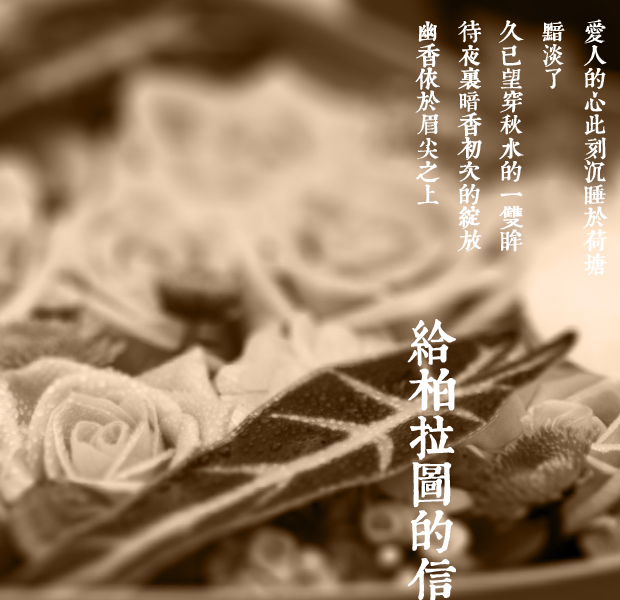 愛人的心此刻沉睡於荷塘
黯淡了
久已望穿秋水的一雙眸
待夜裏暗香初次的綻放
幽香依於眉尖之上
給柏拉圖的信